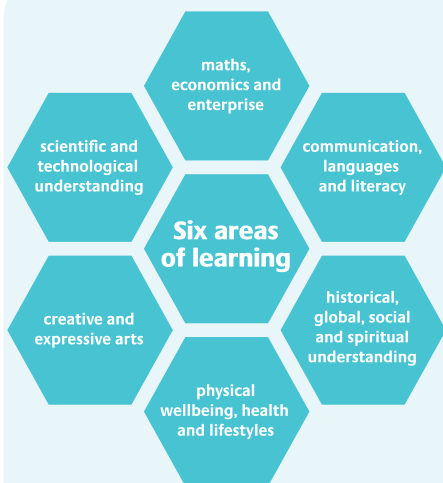 maths,
economics and
enterprise
scientific and
technological
understanding
communication,
languages
and literacy
Six areas
of learning
creative and
expressive arts
historical,
global, social
and spiritual
understanding
physical
wellbeing, health
and lifestyles